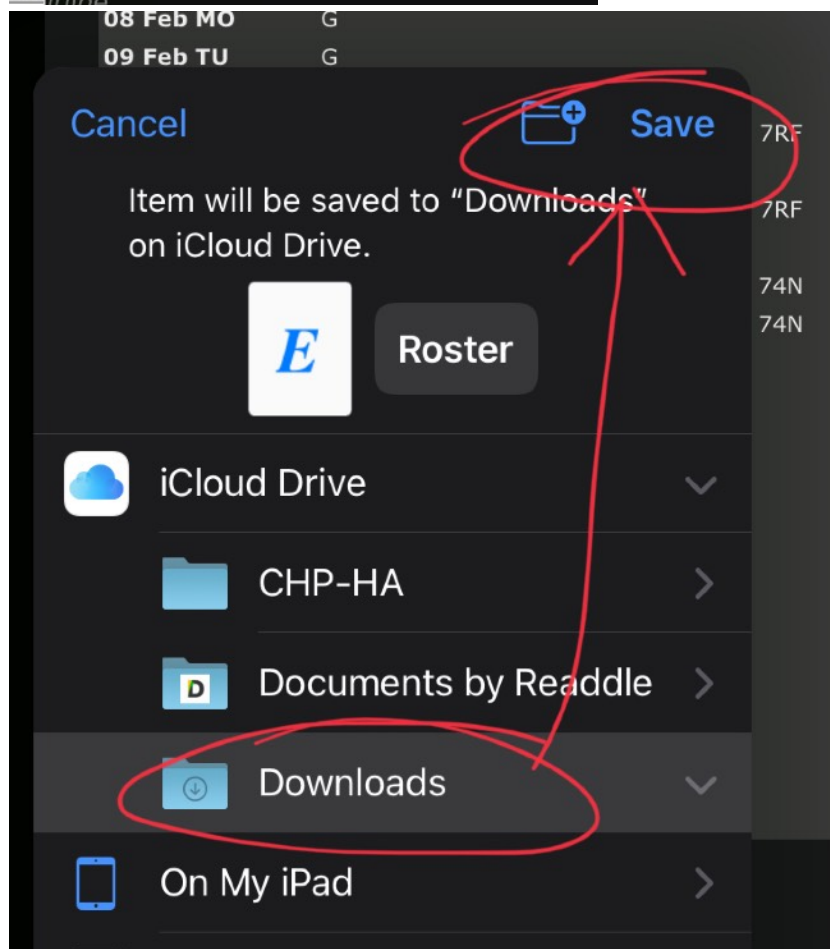 08 Feb MO G
09 Feb TU G
Cancel Save
7RF
Item will be saved to “Downloads”
on iCloud Drive.
7RF
74N
E Roster
74N
iCloud Drive
CHP-HA
D Documents by Readdle
Downloads
On My iPad